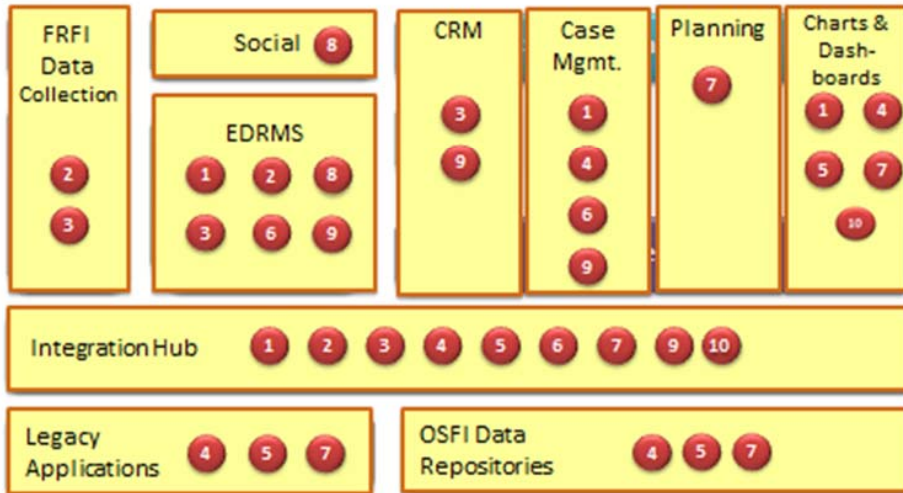 FRFI
Data
Collection
2
3
Social 8
EDRMS
1 2 8
3 6 9
CRM
3
9
Case
Mgmt.
1
4
6
9
Planning
7
Charts &
Dash-
boards
1 4
5 7
10
Integration Hub 1 2 3 4 5 6 7 9 10
Legacy
Applications 4 5 7
OSFI Data
Repositories 4 5 7